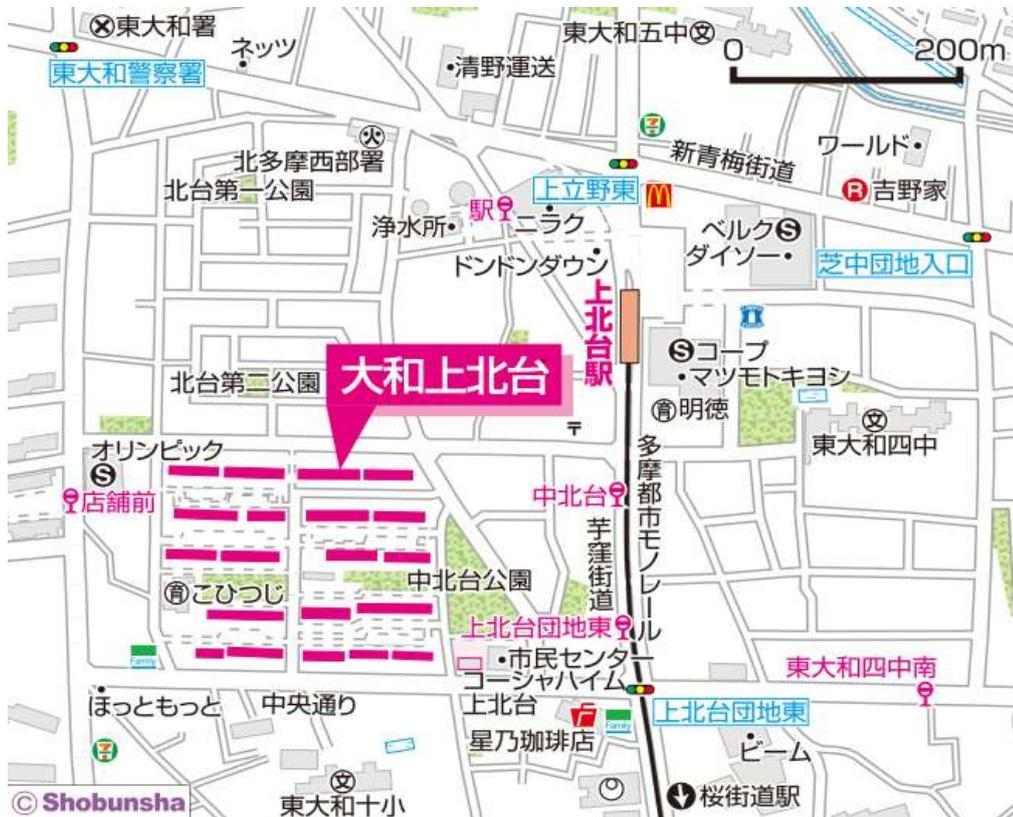 東大和署
ネッツ
東大和五中
文
0
200m
東大和警察署
清野運送
火
北多摩西部署
北台第一公園
7
新青梅街道
ワールド
上立野東
M
R
吉野家
駅
浄水所
ニラク
ドンドンダウン
ベルク
S
ダイソー
芝中団地入口
上北台駅
S
コープ
マツモトキヨシ
育
明徳
北台第二公園
大和上北台
〒
文
東大和四中
オリンピック
S
店舗前
中北台
多摩都市モノレール
芋窪街道
育
こひつじ
中北台公園
上北台団地東
Family
市民センター
コーシャハイム
上北台
東大和四中南
ほっともっと
中央通り
上北台団地東
Family
星乃珈琲店
ビーム
7
文
東大和十小
桜街道駅
© Shobunsha